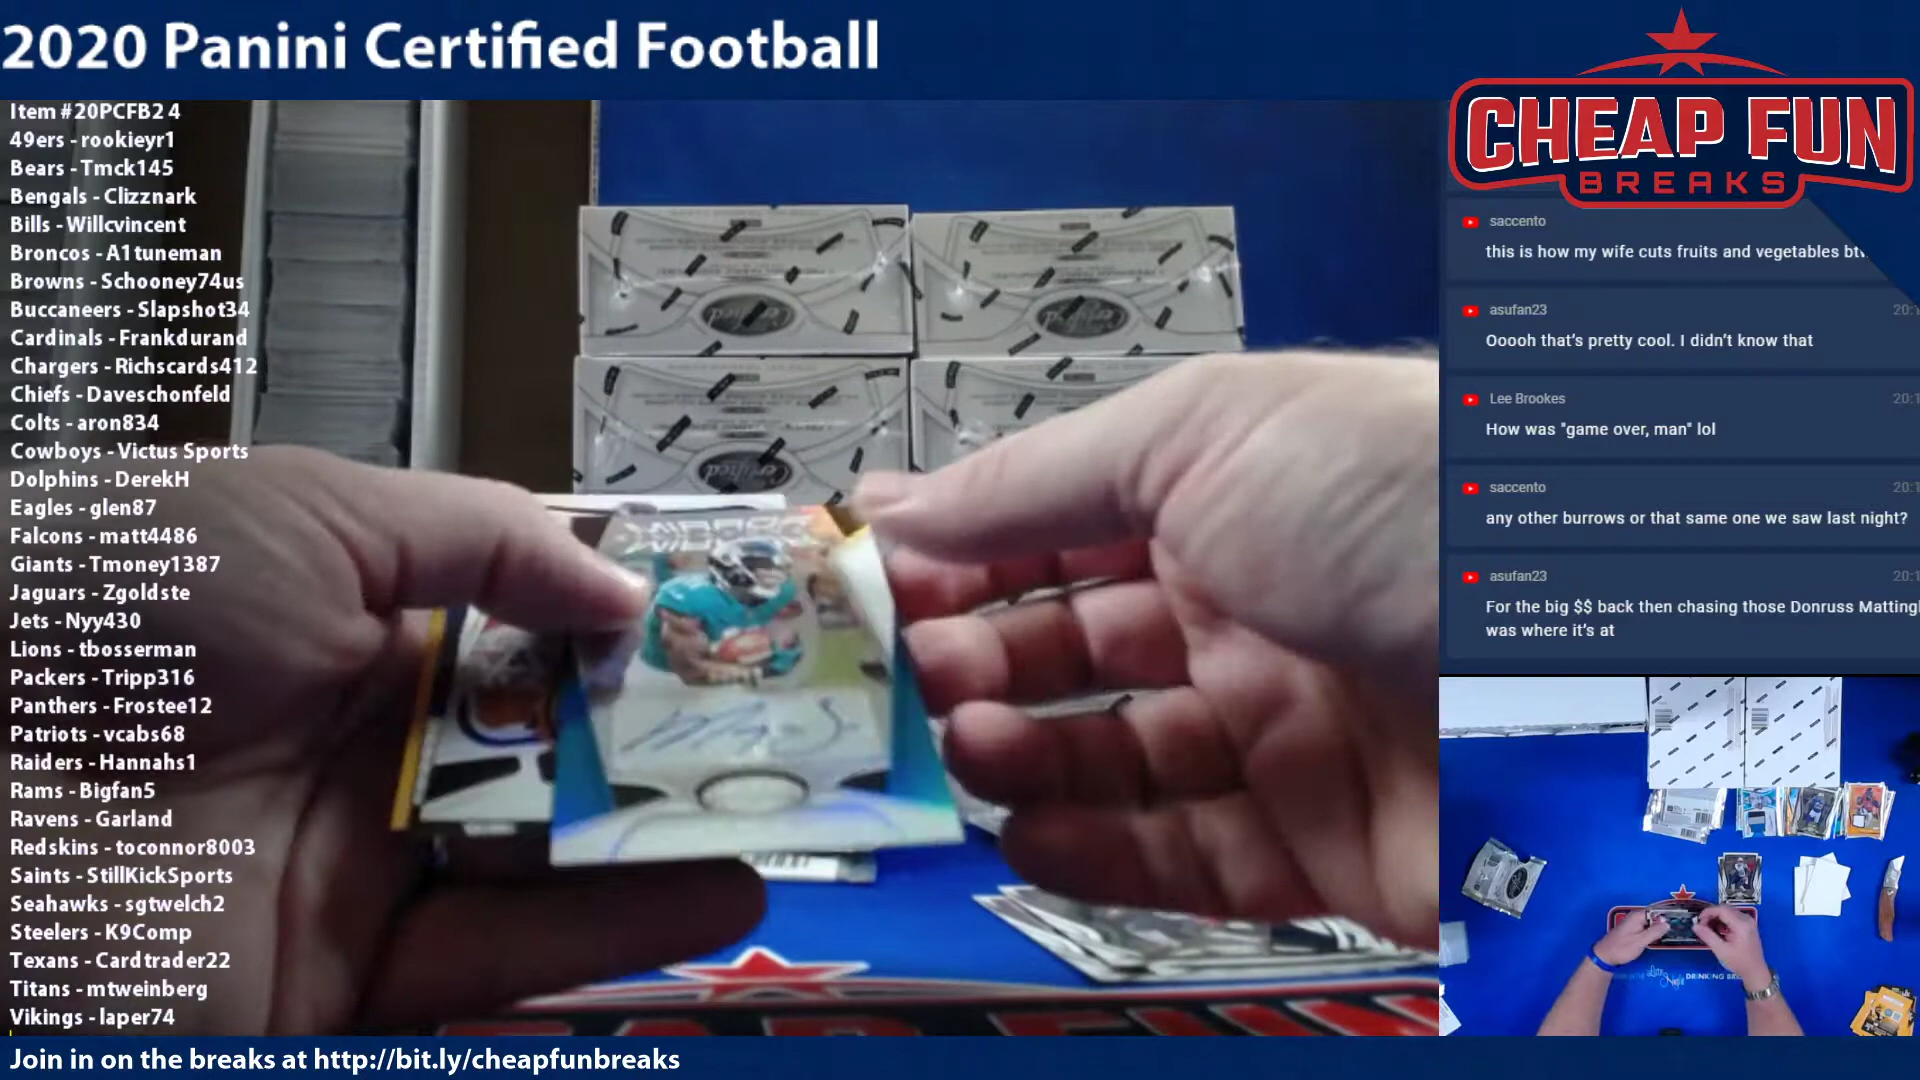 2020 Panini Certified Football
Item #20PCFB2 4
49ers - rookieyr1
Bears - Tmck145
Bengals - Clizznark
Bills - Willcvincent
Broncos - A1tuneman
Browns - Schooney74us
Buccaneers - Slapshot34
Cardinals - Frankdurand
Chargers - Richscards412
Chiefs - Daveschonfeld
Colts - aron834
Cowboys - Victus Sports
Dolphins - DerekH
Eagles - glen87
Falcons - matt4486
Giants - Tmoney1387
Jaguars - Zgoldste
Jets - Nyy430
Lions - tbosserman
Packers - Tripp316
Panthers - Frostee12
Patriots - vcabs68
Raiders - Hannahs1
Rams - Bigfan5
Ravens - Garland
Redskins - toconnor8003
Saints - StillKickSports
Seahawks - sgtwelch2
Steelers - K9Comp
Texans - Cardtrader22
Titans - mtweinberg
Vikings - laper74
Join in on the breaks at http://bit.ly/cheapfunbreaks
Certified
Certified
CHEAP FUN
BREAKS
saccento
this is how my wife cuts fruits and vegetables
asufan23
Ooooh that's pretty cool. I didn't know that
Lee Brookes
How was "game over, man" lol
saccento
any other burrows or that same one we saw last night?
asufan23
For the big $$ back then chasing those Donruss
was where it's at